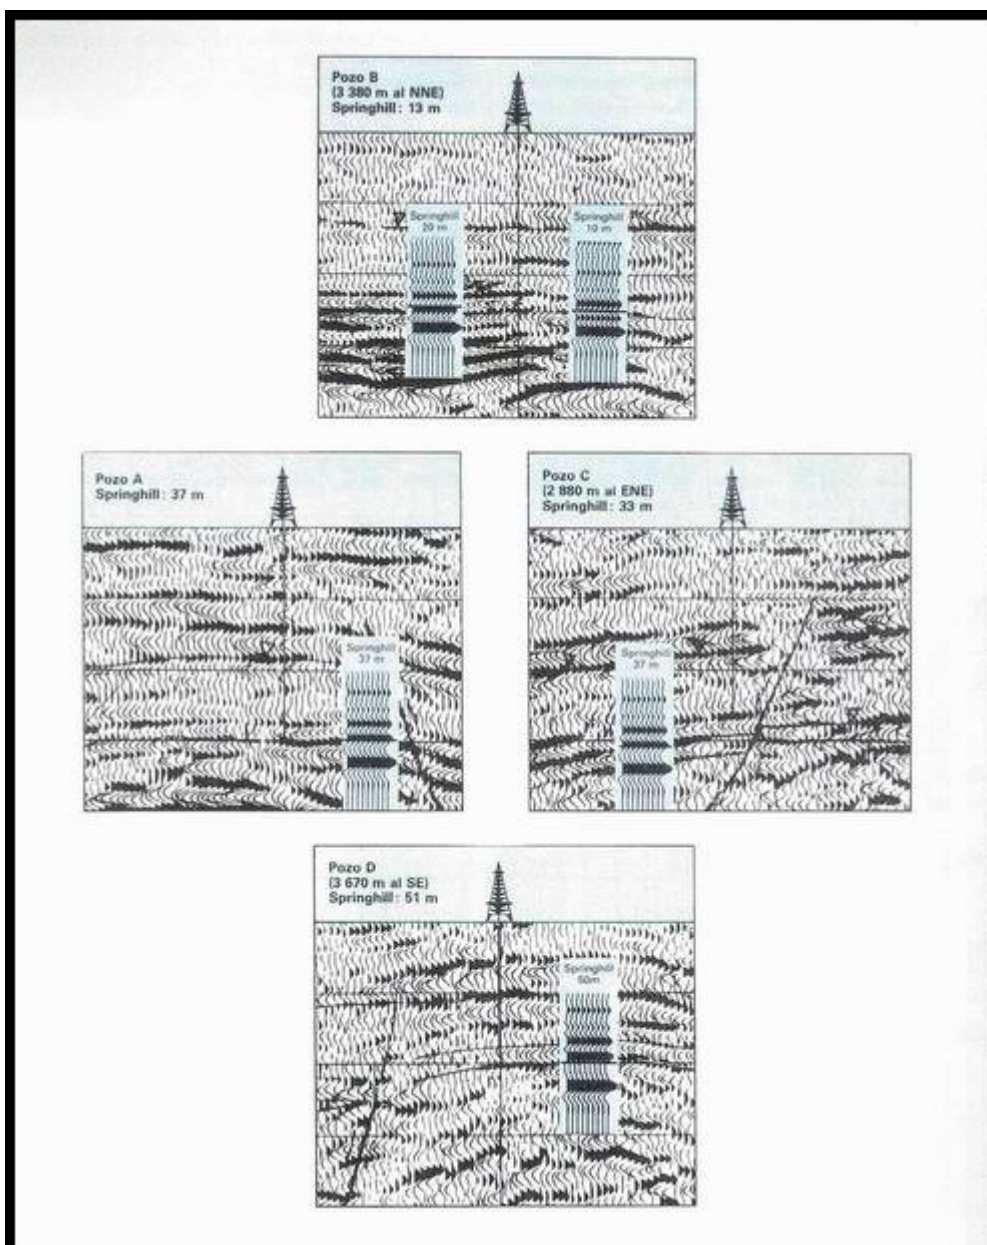 Pozo B
(3 380 m al NNE)
Springhill: 13 m
Springhill
20 m
Springhill
10 m
Pozo A
Springhill: 37 m
Springhill
37 m
Pozo C
(2 880 m al ENE)
Springhill: 33 m
Springhill
37 m
Pozo D
(3 670 m al SE)
Springhill: 51 m
Springhill
50m